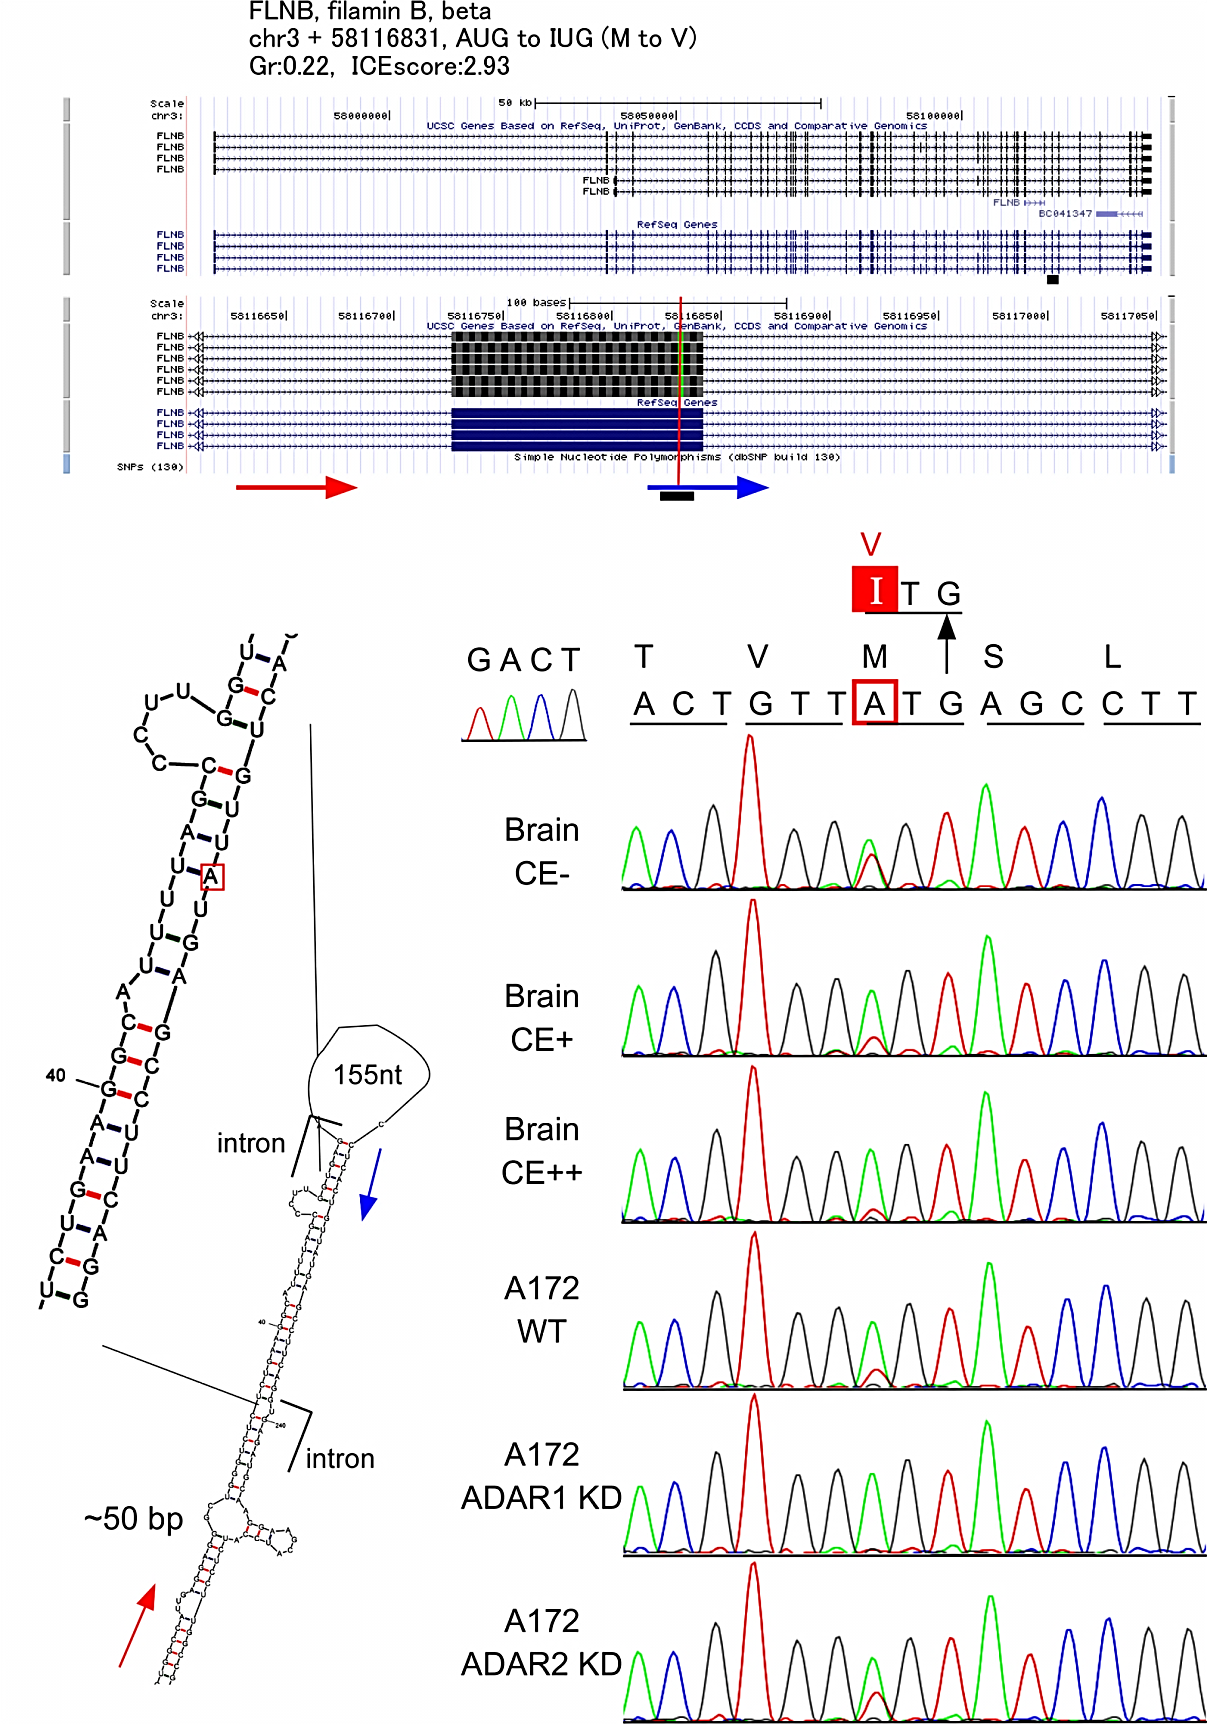 FLNB, filamin B, beta
chr3 + 58116831, AUG to IUG (M to V)
Gr:0.22, ICEscore:2.93
Scale 50 kb
chr3: 58000000 58050000 58100000
UCSC Genes Based on RefSeq, UniProt, GenBank, CCDS and Comparative Genomics
FLNB
FLNB
FLNB
FLNB
FLNB
FLNB
FLNB
BC041347
RefSeq Genes
FLNB
FLNB
FLNB
FLNB
Scale 100 bases
chr3: 58116650 58116700 58116750 58116800 58116850 58116900 58116950 58117000 58117050
UCSC Genes Based on RefSeq, UniProt, GenBank, CCDS and Comparative Genomics
FLNB
FLNB
FLNB
FLNB
FLNB
FLNB
RefSeq Genes
FLNB
FLNB
FLNB
FLNB
Simple Nucleotide Polymorphisms (dbSNP build 130)
SNPs (130)
V
I T G
G A C T
T V M S L
A C T G T T A T G A G C C T T
Brain
CE-
Brain
CE+
Brain
CE++
A172
WT
A172
ADAR1 KD
A172
ADAR2 KD
U A
G C
U U G U
C C C G
G U
A U
U A
U U
U G
U A
A
C G
G C
40 G C
A U
A U
G C
U A
C G
U G
155nt
intron
40
240
intron
~50 bp